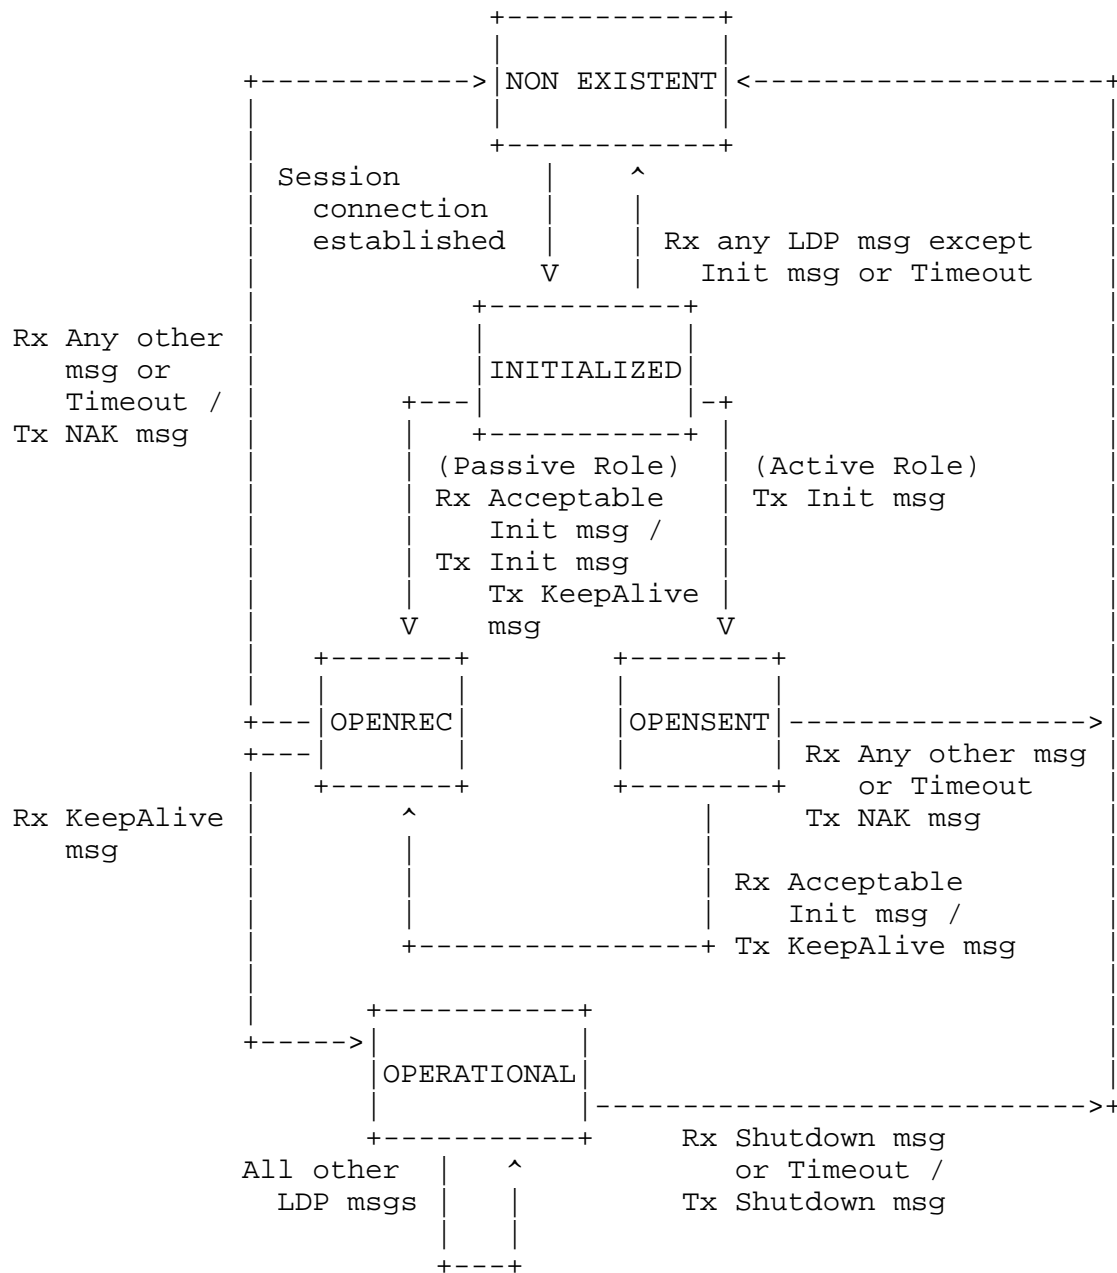 NON EXISTENT
Session
connection
established
Rx any LDP msg except
Init msg or Timeout
Rx Any other
msg or
Timeout /
Tx NAK msg
INITIALIZED
(Passive Role)
Rx Acceptable
Init msg /
Tx Init msg
Tx KeepAlive
msg
(Active Role)
Tx Init msg
OPENREC
OPENSENT
Rx Any other msg
or Timeout
Tx NAK msg
Rx KeepAlive
msg
Rx Acceptable
Init msg /
Tx KeepAlive msg
OPERATIONAL
Rx Shutdown msg
or Timeout /
Tx Shutdown msg
All other
LDP msgs